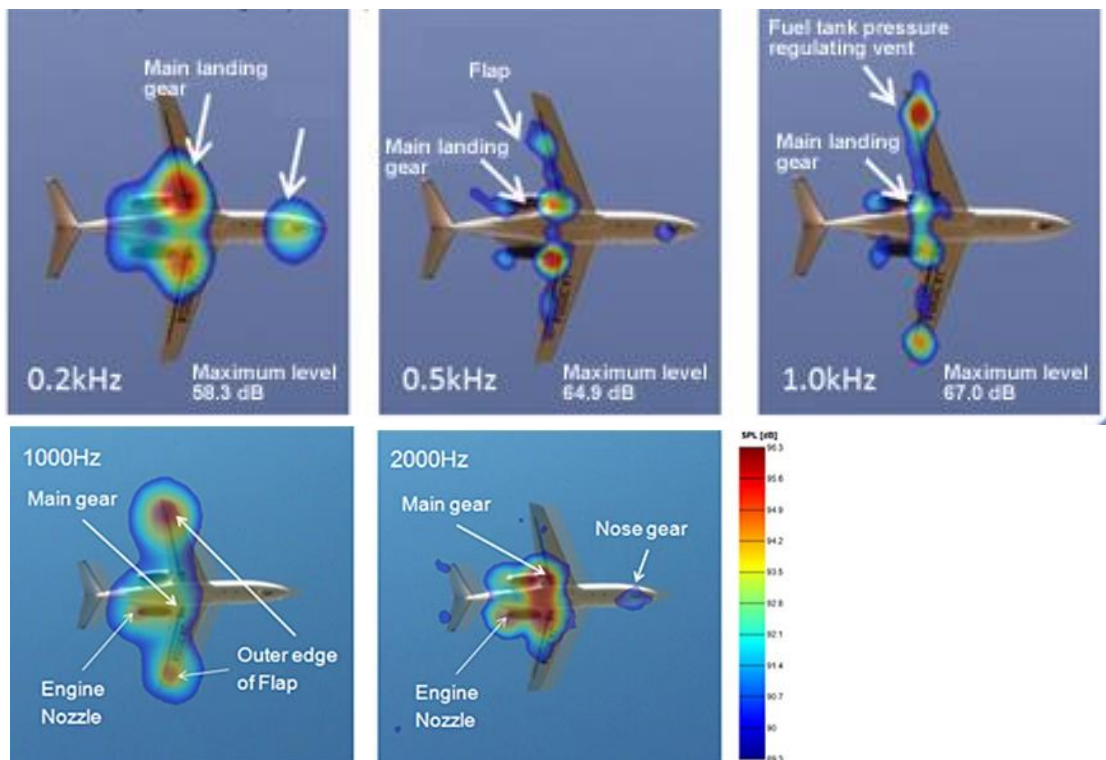 Main landing
gear
0.2kHz
Maximum level
58.3 dB
Flap
Main landing
gear
0.5kHz
Maximum level
64.9 dB
Fuel tank pressure
regulating vent
Main landing
gear
1.0kHz
Maximum level
67.0 dB
1000Hz
Main gear
Outer edge
of Flap
Engine
Nozzle
2000Hz
Main gear
Nose gear
Engine
Nozzle
SPL [dB]
96.3
95.6
94.9
94.2
93.5
92.8
92.1
91.4
90.7
90
89.3